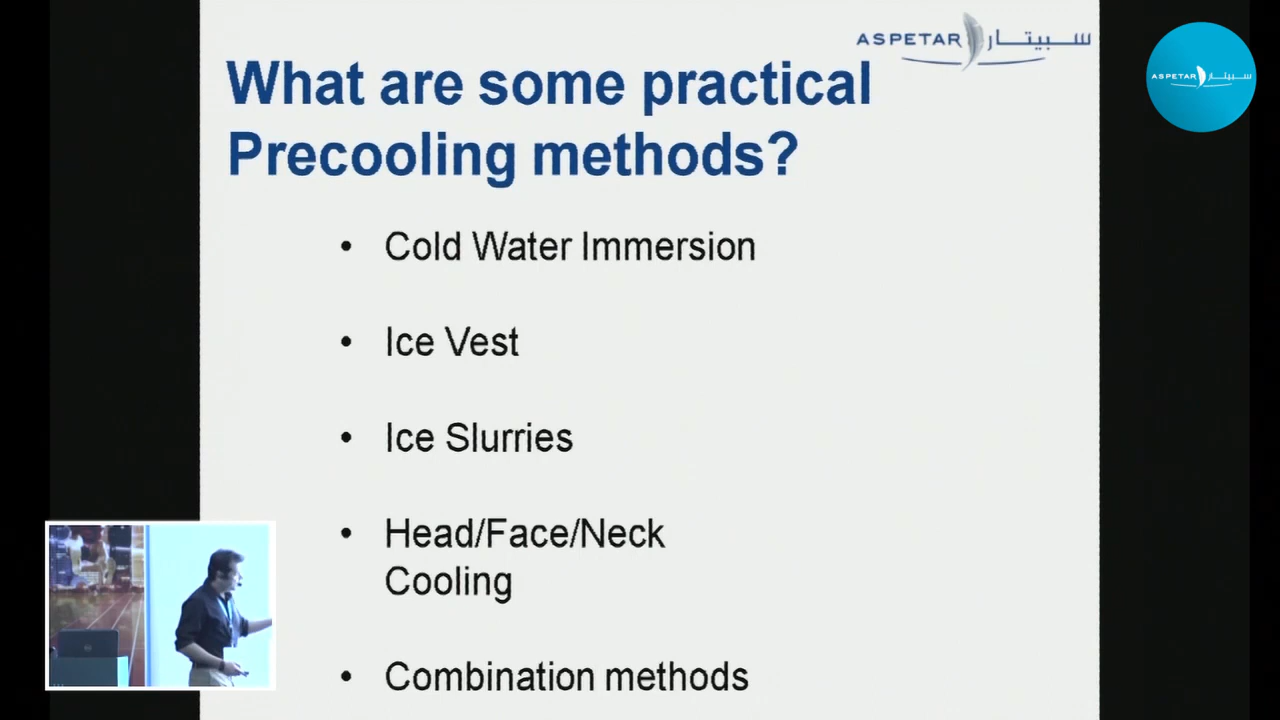 ASPETAR سبيتار
ASPETAR سبيتار
What are some practical
Precooling methods?
• Cold Water Immersion
• Ice Vest
• Ice Slurries
• Head/Face/Neck
Cooling
• Combination methods